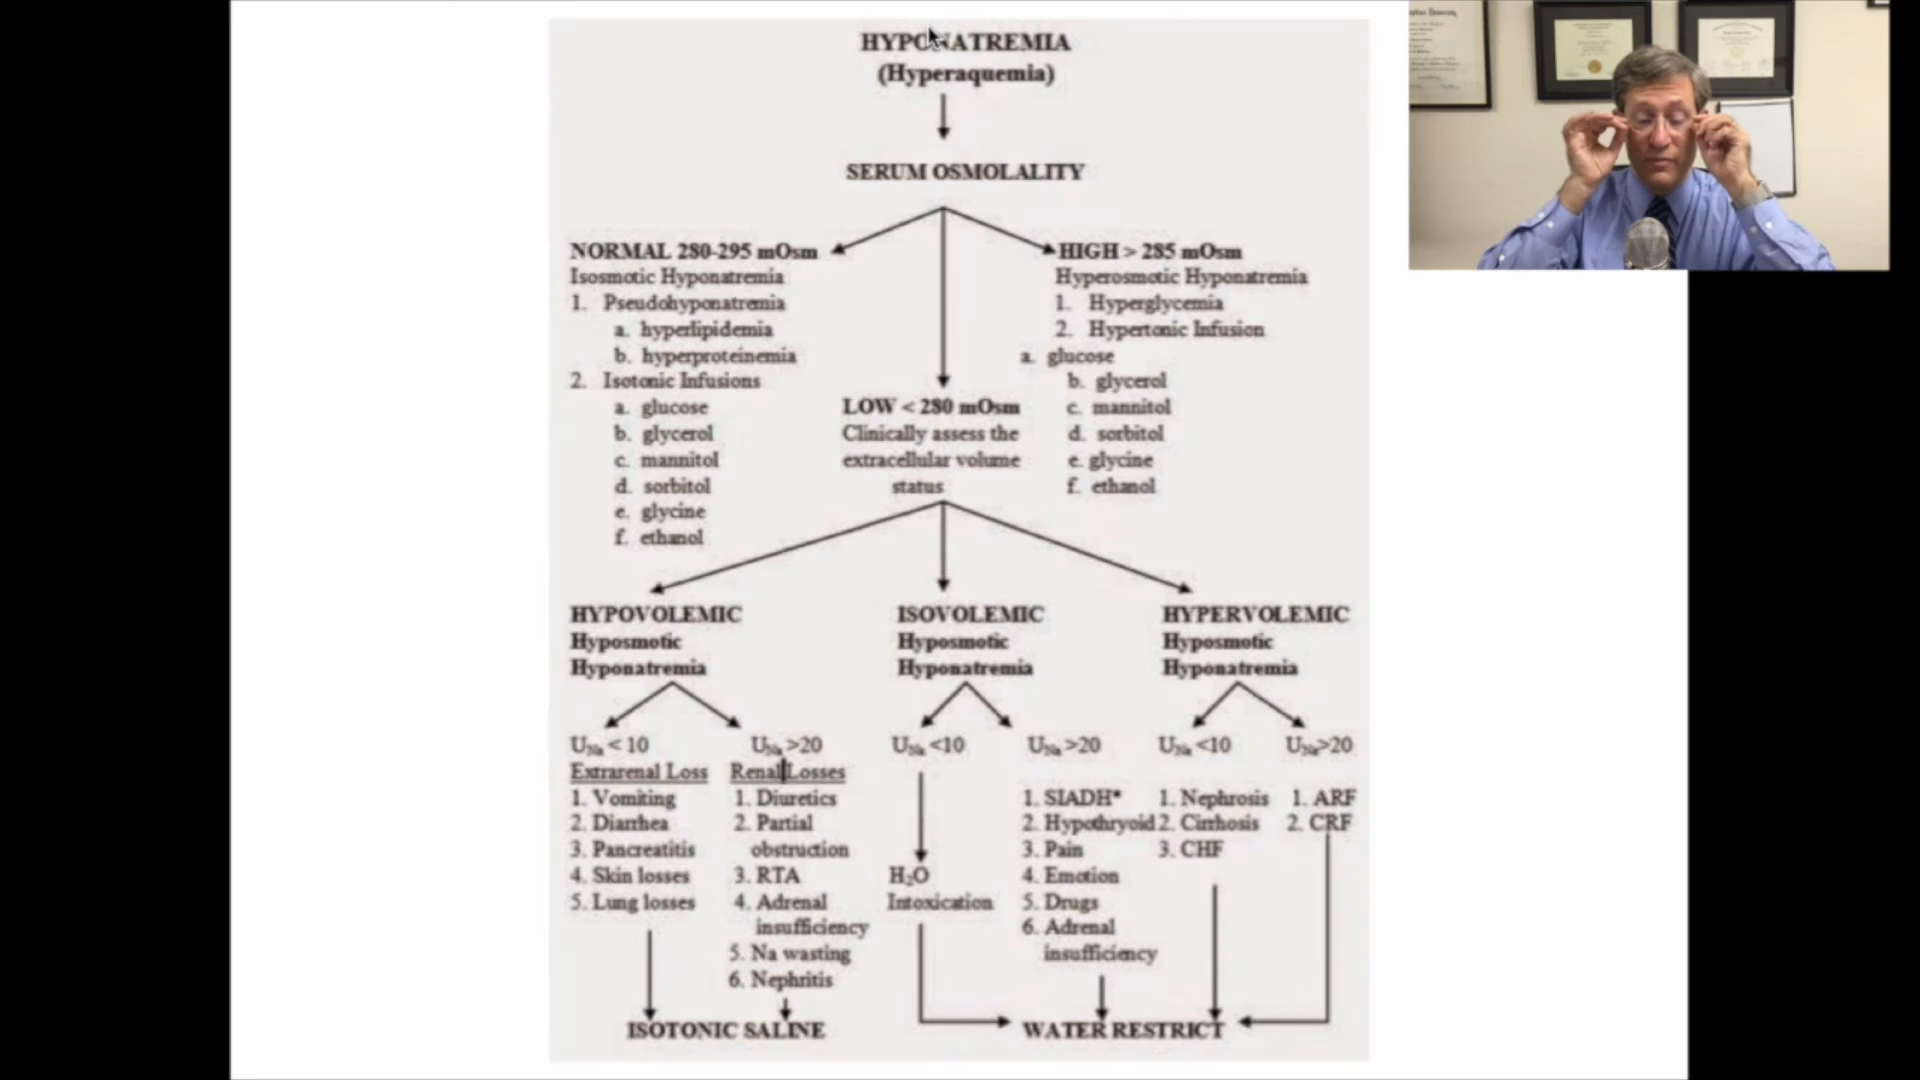 HYPONATREMIA
(Hyperaquemia)
SERUM OSMOLALITY
NORMAL 280-295 mOsm
Isosmotic Hyponatremia
1. Pseudohyponatremia
a. hyperlipidemia
b. hyperproteinemia
2. Isotonic Infusions
a. glucose
b. glycerol
c. mannitol
d. sorbitol
e. glycine
f. ethanol
HIGH > 285 mOsm
Hyperosmotic Hyponatremia
1. Hyperglycemia
2. Hypertonic Infusion
a. glucose
b. glycerol
c. mannitol
d. sorbitol
e. glycine
f. ethanol
LOW < 280 mOsm
Clinically assess the
extracellular volume
status
HYPOVOLEMIC
Hyposmotic
Hyponatremia
ISOVOLEMIC
Hyposmotic
Hyponatremia
HYPERVOLEMIC
Hyposmotic
Hyponatremia
UNa < 10
Extrarenal Loss
1. Vomiting
2. Diarrhea
3. Pancreatitis
4. Skin losses
5. Lung losses
UNa >20
Renal Losses
1. Diuretics
2. Partial
obstruction
3. RTA
4. Adrenal
insufficiency
5. Na wasting
6. Nephritis
UNa <10
H2O
Intoxication
UNa >20
1. SIADH*
2. Hypothryoid
3. Pain
4. Emotion
5. Drugs
6. Adrenal
insufficiency
UNa <10
1. Nephrosis
2. Cirrhosis
3. CHF
UNa>20
1. ARF
2. CRF
ISOTONIC SALINE
WATER RESTRICT